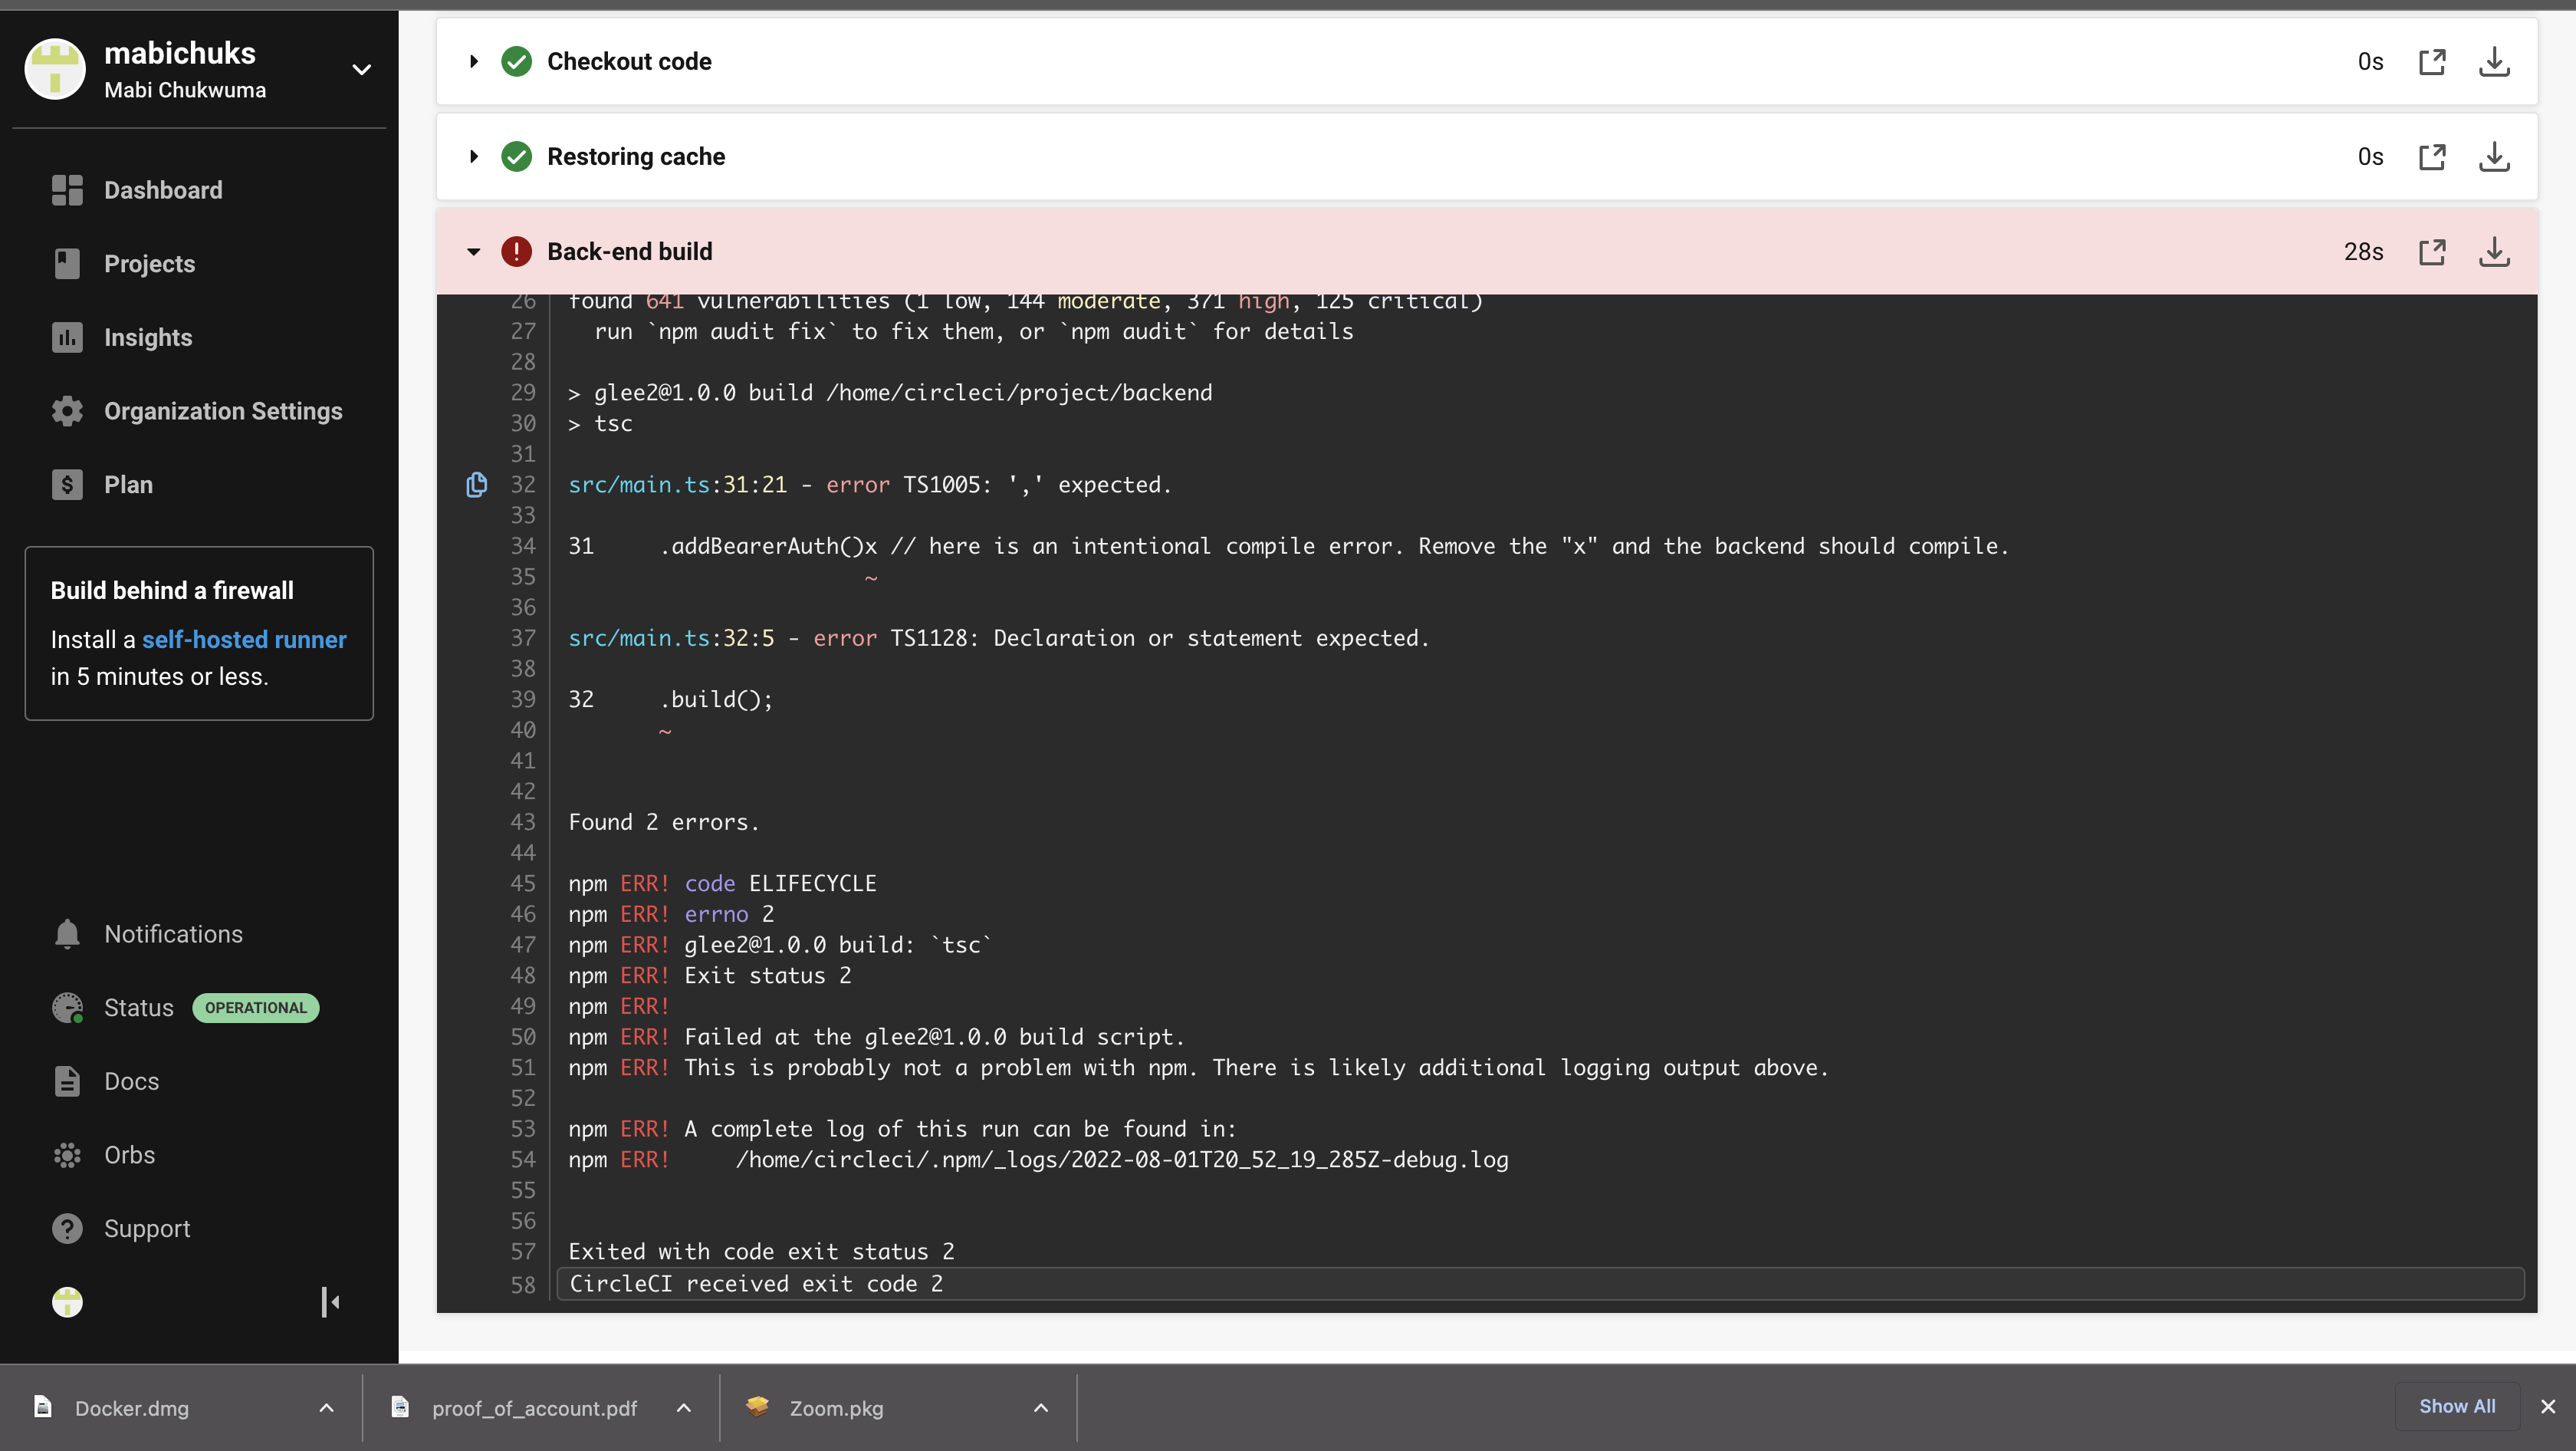 mabichuks
Mabi Chukwuma
Dashboard
Projects
Insights
Organization Settings
Plan
Build behind a firewall
Install a self-hosted runner
in 5 minutes or less.
Notifications
Status OPERATIONAL
Docs
Orbs
Support
Checkout code 0s
Restoring cache 0s
Back-end build 28s
26 found 641 vulnerabilities (1 low, 144 moderate, 371 high, 125 critical)
27 run `npm audit fix` to fix them, or `npm audit` for details
28
29 > glee2@1.0.0 build /home/circleci/project/backend
30 > tsc
31
32 src/main.ts:31:21 - error TS1005: ',' expected.
33
34 31 .addBearerAuth()x // here is an intentional compile error. Remove the "x" and the backend should compile.
35 ~
36
37 src/main.ts:32:5 - error TS1128: Declaration or statement expected.
38
39 32 .build();
40 ~
41
42
43 Found 2 errors.
44
45 npm ERR! code ELIFECYCLE
46 npm ERR! errno 2
47 npm ERR! glee2@1.0.0 build: `tsc`
48 npm ERR! Exit status 2
49 npm ERR!
50 npm ERR! Failed at the glee2@1.0.0 build script.
51 npm ERR! This is probably not a problem with npm. There is likely additional logging output above.
52
53 npm ERR! A complete log of this run can be found in:
54 npm ERR! /home/circleci/.npm/_logs/2022-08-01T20_52_19_285Z-debug.log
55
56
57 Exited with code exit status 2
58 CircleCI received exit code 2
Docker.dmg
proof_of_account.pdf
Zoom.pkg
Show All